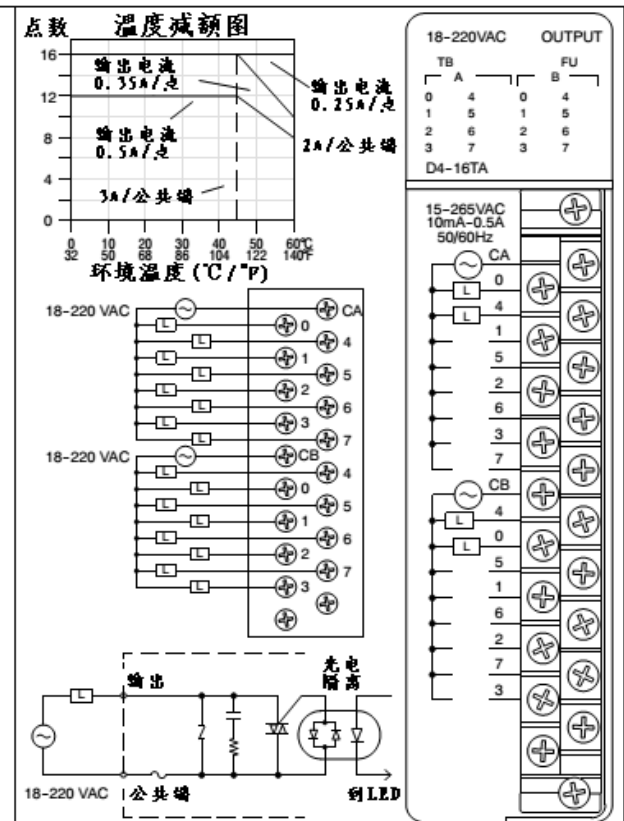 点数 温度减额图
16
12
8
4
0
输出电流
0.35A/点
输出电流
0.25A/点
输出电流
0.5A/点
2A/公共端
3A/公共端
0 10 20 30 40 50 60℃
32 50 68 86 104 122 140°F
环境温度(℃/°F)
18-220 VAC
CA
L 0
L 4
L 1
L 5
L 2
L 6
L 3
L 7
18-220 VAC
CB
L 4
L 0
L 5
L 1
L 6
L 2
L 7
L 3
输出
光电
隔离
L
18-220 VAC
公共端
到LED
18-220VAC OUTPUT
TB FU
A B
0 4 0 4
1 5 1 5
2 6 2 6
3 7 3 7
D4-16TA
15-265VAC
10mA-0.5A
50/60Hz
CA
L 0
L 4
1
5
2
6
3
7
CB
L 4
L 0
5
1
6
2
7
3